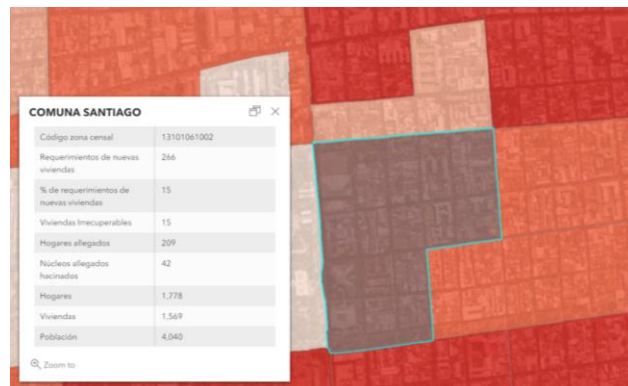 COMUNA SANTIAGO
Código zona censal 13101061002
Requerimientos de nuevas 266
viviendas
% de requerimientos de 15
nuevas viviendas
Viviendas Irrecuperables 15
Hogares allegados 209
Núcleos allegados 42
hacinados
Hogares 1,778
Viviendas 1,569
Población 4,040
Zoom to